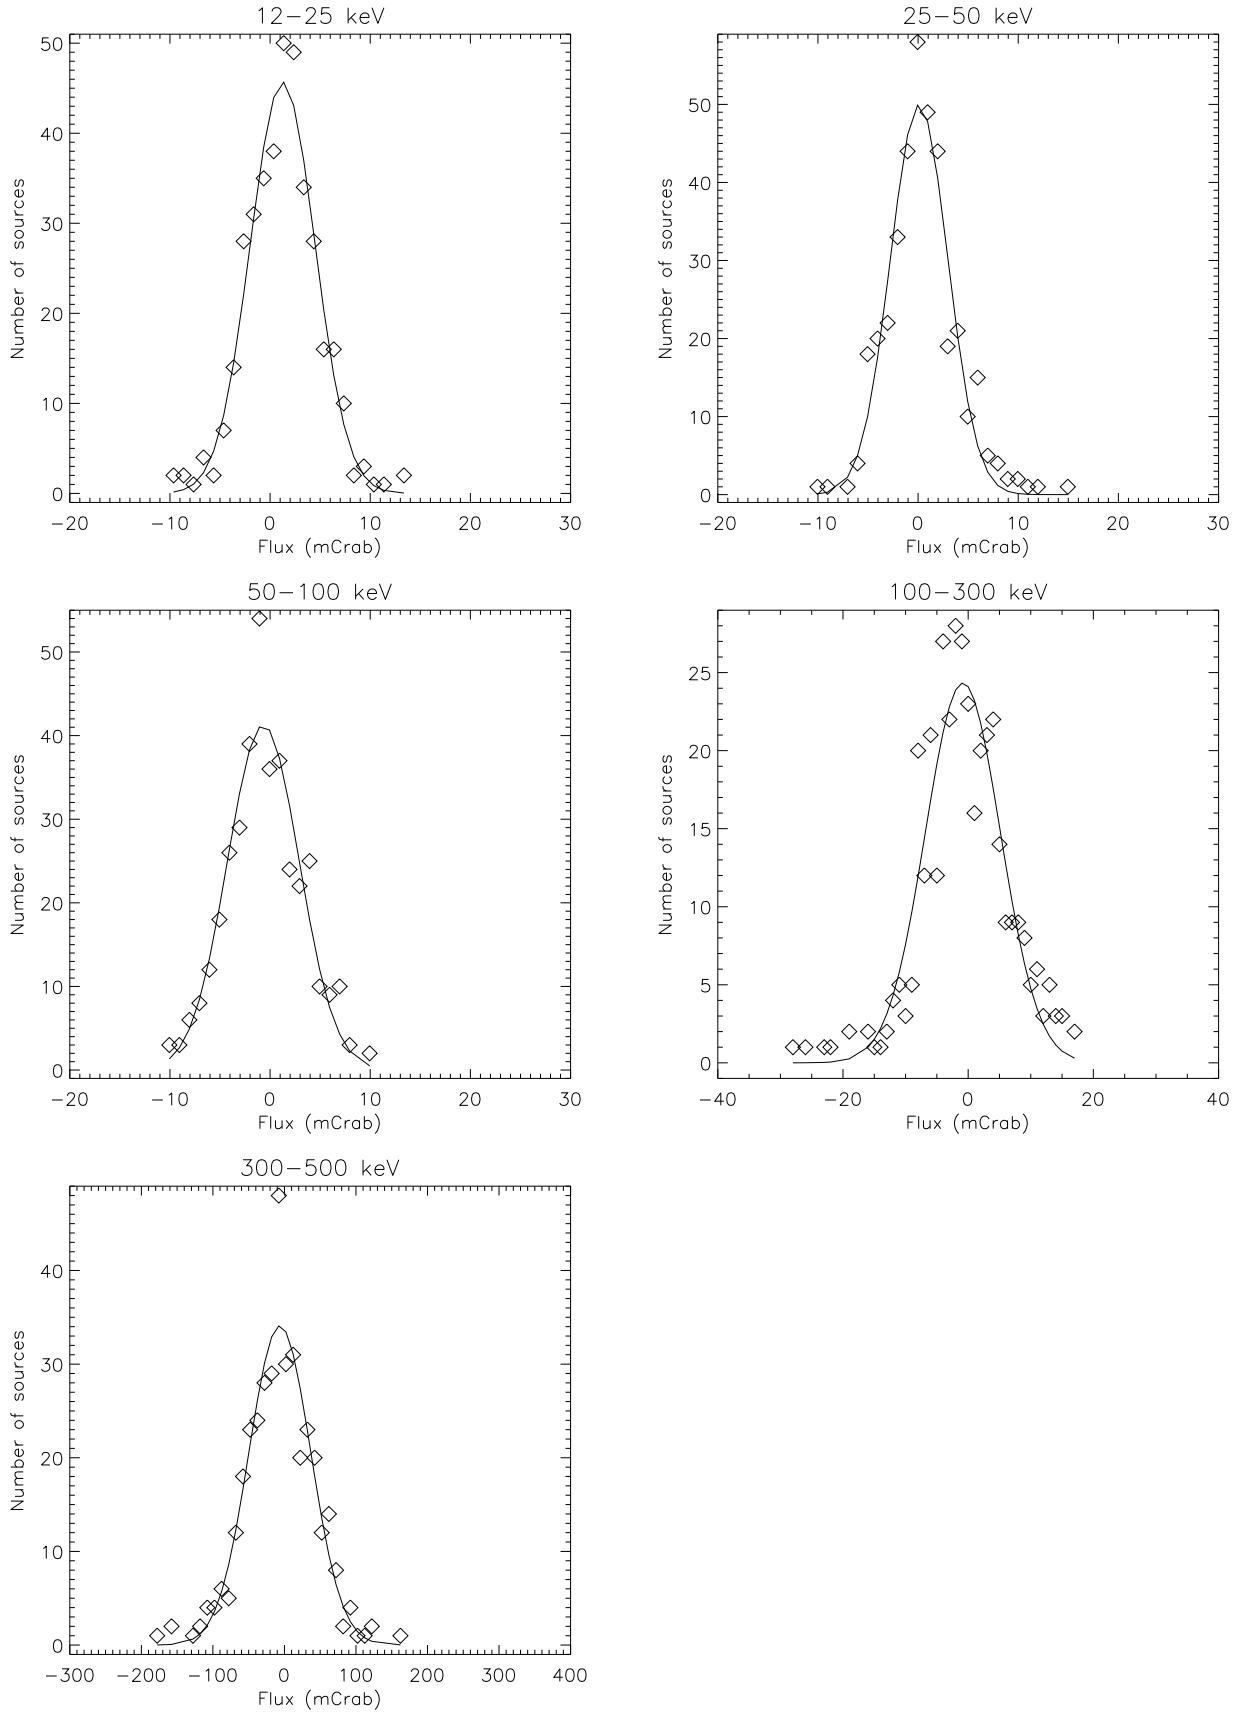 12−25 keV
50
40
30
20
10
0
Number of sources
−20 −10 0 10 20 30
Flux (mCrab)
25−50 keV
50
40
30
20
10
0
Number of sources
−20 −10 0 10 20 30
Flux (mCrab)
50−100 keV
50
40
30
20
10
0
Number of sources
−20 −10 0 10 20 30
Flux (mCrab)
100−300 keV
25
20
15
10
5
0
Number of sources
−40 −20 0 20 40
Flux (mCrab)
300−500 keV
40
30
20
10
0
Number of sources
−300 −200 −100 0 100 200 300 400
Flux (mCrab)